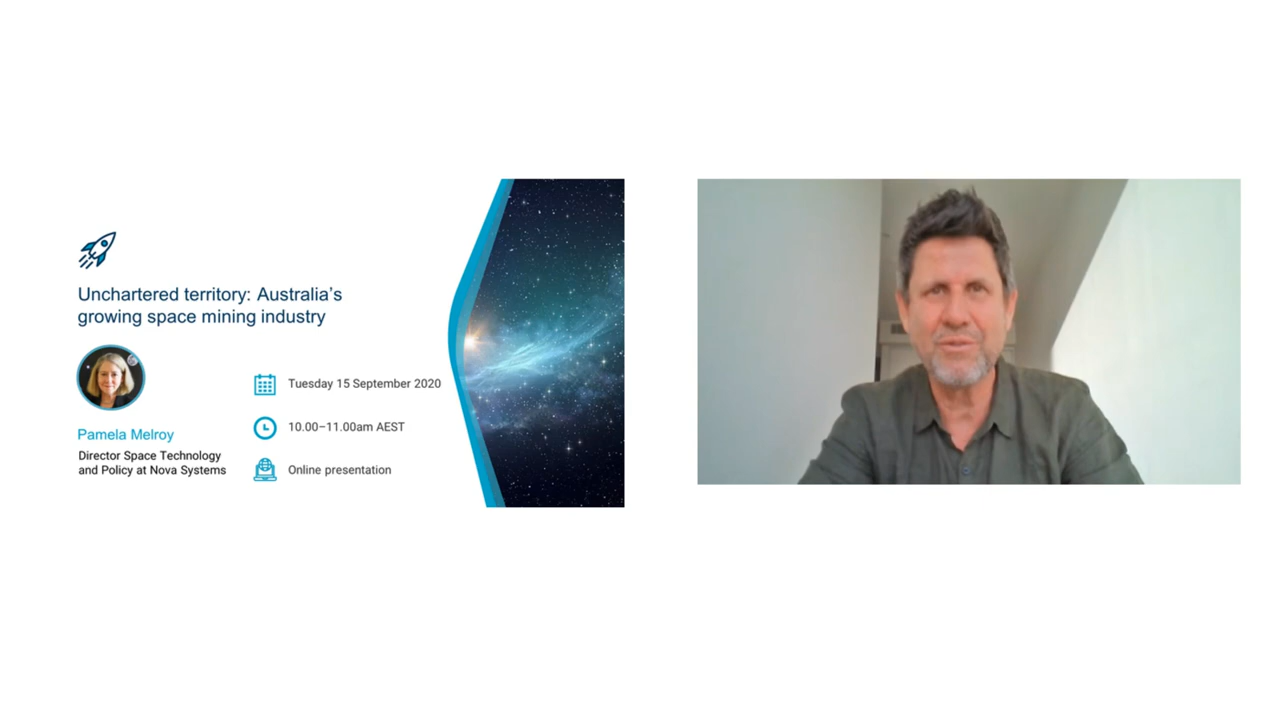 Unchartered territory: Australia's
growing space mining industry
Pamela Melroy
Director Space Technology
and Policy at Nova Systems
Tuesday 15 September 2020
10.00–11.00am AEST
Online presentation